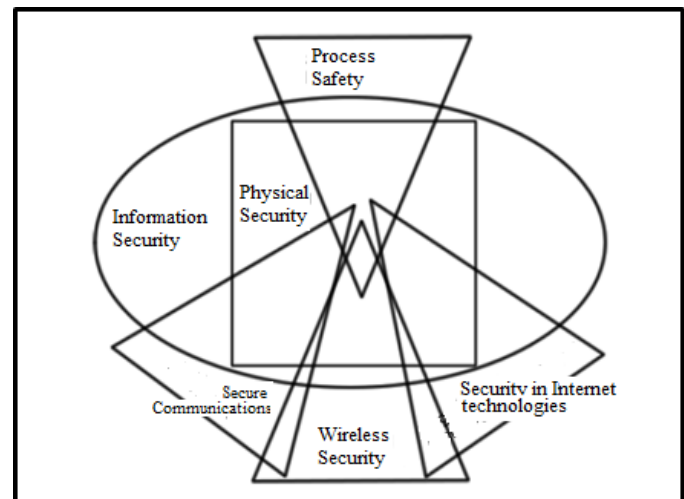 Process
Safety
Physical
Security
Information
Security
Secure
Communications
Security in Internet
technologies
Wireless
Security